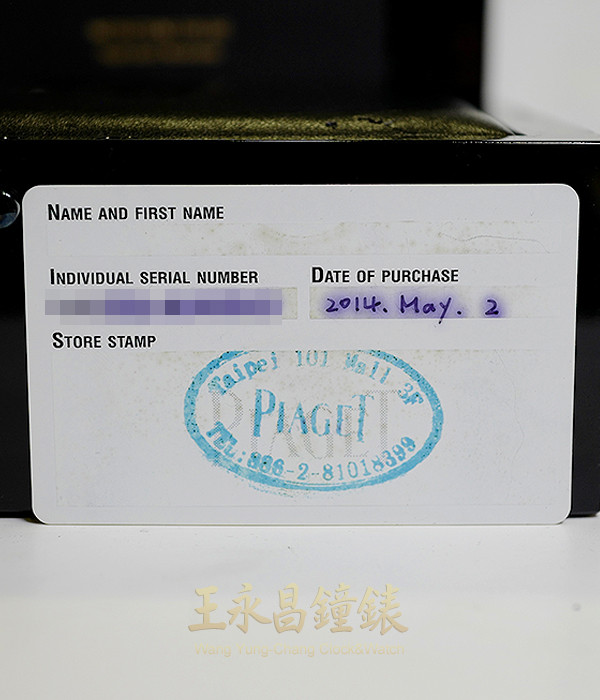 NAME AND FIRST NAME
INDIVIDUAL SERIAL NUMBER
DATE OF PURCHASE
2014. May. 2
STORE STAMP
Taipei 101 Mall 3F
PIAGET
PIAGET
TEL:886-2-81018399
王永昌鐘錶
Wang Yung-Chang Clock&Watch